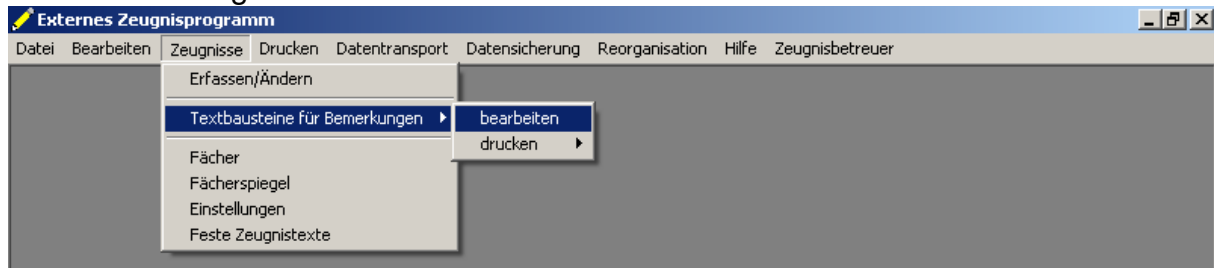 Externes Zeugnisprogramm
Datei Bearbeiten Zeugnisse Drucken Datentransport Datensicherung Reorganisation Hilfe Zeugnisbetreuer
Erfassen/Ändern
Textbausteine für Bemerkungen
bearbeiten
drucken
Fächer
Fächerspiegel
Einstellungen
Feste Zeugnistexte